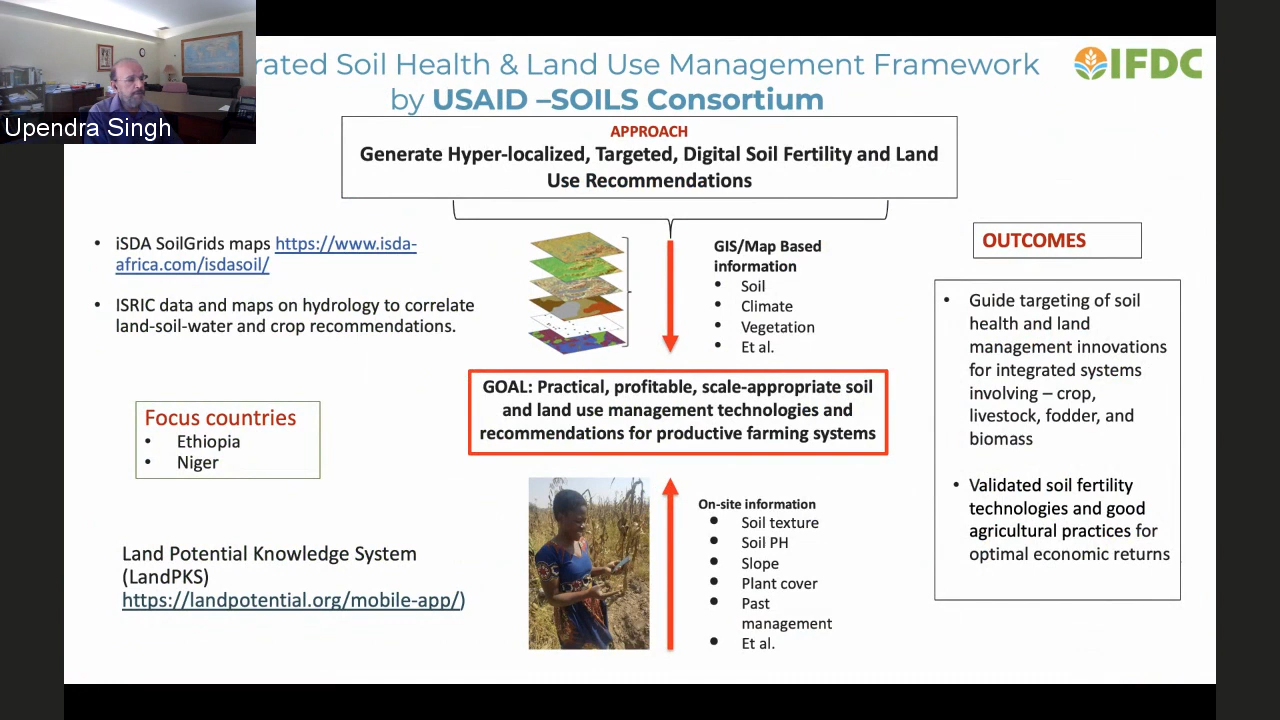 rated Soil Health & Land Use Management Framework
by USAID –SOILS Consortium
IFDC
Upendra Singh
APPROACH
Generate Hyper-localized, Targeted, Digital Soil Fertility and Land
Use Recommendations
• iSDA SoilGrids maps https://www.isda-
africa.com/isdasoil/
• ISRIC data and maps on hydrology to correlate
land-soil-water and crop recommendations.
GIS/Map Based
information
• Soil
• Climate
• Vegetation
• Et al.
OUTCOMES
• Guide targeting of soil
health and land
management innovations
for integrated systems
involving – crop,
livestock, fodder, and
biomass
• Validated soil fertility
technologies and good
agricultural practices for
optimal economic returns
GOAL: Practical, profitable, scale-appropriate soil
and land use management technologies and
recommendations for productive farming systems
Focus countries
• Ethiopia
• Niger
On-site information
• Soil texture
• Soil PH
• Slope
• Plant cover
• Past
management
• Et al.
Land Potential Knowledge System
(LandPKS)
https://landpotential.org/mobile-app/)